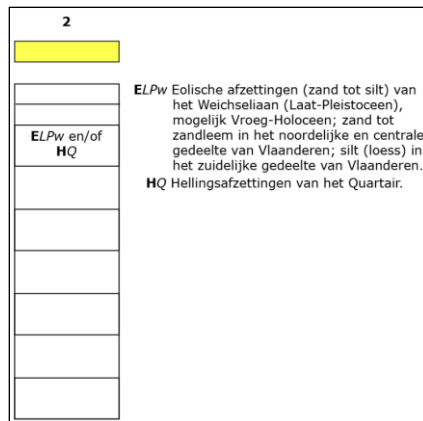 2
ELPw en/of
HQ
ELPw Eolische afzettingen (zand tot silt) van
het Weichseliaan (Laat-Pleistoceen),
mogelijk Vroeg-Holoceen; zand tot
zandleem in het noordelijke en centrale
gedeelte van Vlaanderen; silt (loess) in
het zuidelijke gedeelte van Vlaanderen.
HQ Hellingsafzettingen van het Quartair.